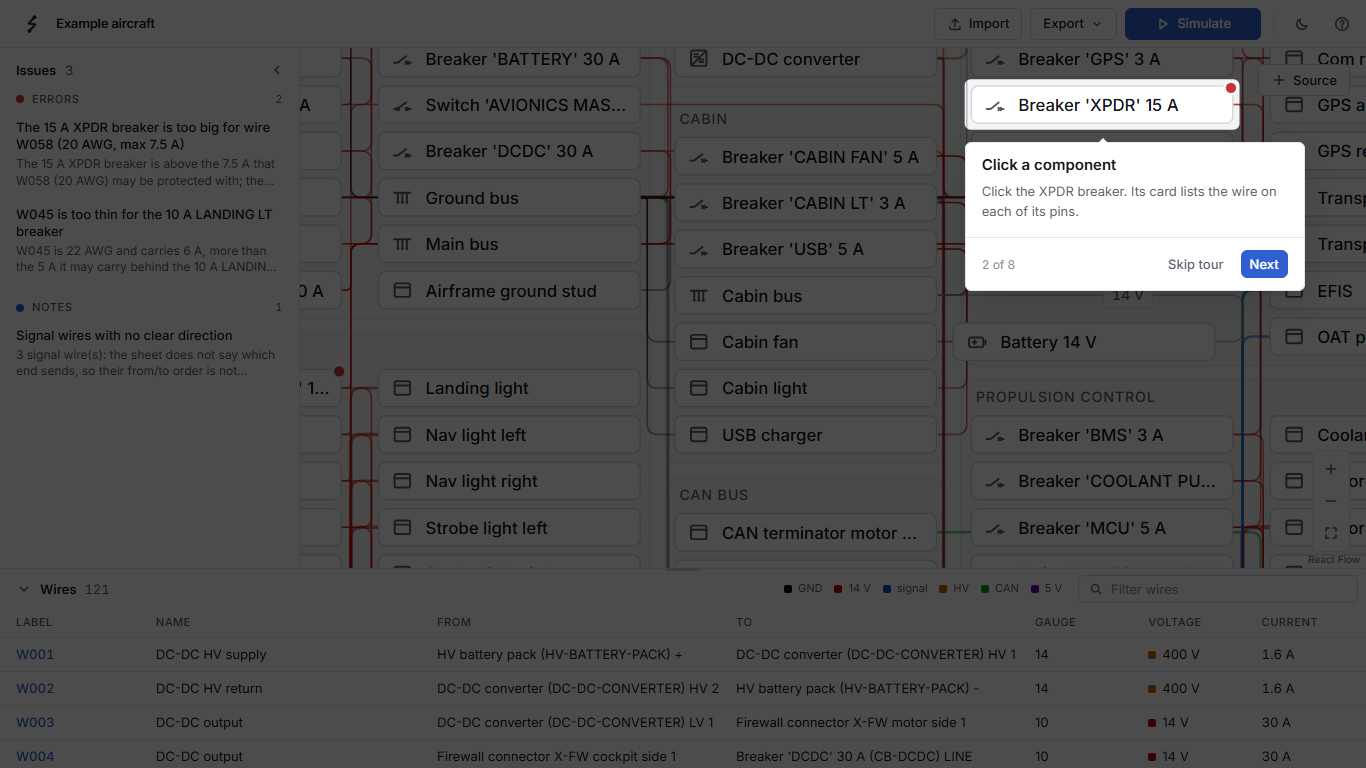 Example aircraft
Import
Export
Simulate
Issues 3
ERRORS 2
The 15 A XPDR breaker is too big for wire
W058 (20 AWG, max 7.5 A)
The 15 A XPDR breaker is above the 7.5 A that
W058 (20 AWG) may be protected with; the...
W045 is too thin for the 10 A LANDING LT
breaker
W045 is 22 AWG and carries 6 A, more than
the 5 A it may carry behind the 10 A LANDIN...
NOTES 1
Signal wires with no clear direction
3 signal wire(s): the sheet does not say which
end sends, so their from/to order is not...
A
0 A
' 1...
Breaker 'BATTERY' 30 A
Switch 'AVIONICS MAS...
Breaker 'DCDC' 30 A
Ground bus
Main bus
Airframe ground stud
Landing light
Nav light left
Nav light right
Strobe light left
DC-DC converter
CABIN
Breaker 'CABIN FAN' 5 A
Breaker 'CABIN LT' 3 A
Breaker 'USB' 5 A
Cabin bus
Cabin fan
Cabin light
USB charger
CAN BUS
CAN terminator motor ...
Breaker 'GPS' 3 A
Breaker 'XPDR' 15 A
Click a component
Click the XPDR breaker. Its card lists the wire on
each of its pins.
2 of 8
Skip tour
Next
14 V
Battery 14 V
PROPULSION CONTROL
Breaker 'BMS' 3 A
Breaker 'COOLANT PU...
Breaker 'MCU' 5 A
Com r
Source
GPS a
GPS re
Transp
Transp
EFIS
OAT p
Coolar
or
or
React Flow
Wires 121
GND
14 V
signal
HV
CAN
5 V
Filter wires
LABEL NAME FROM TO GAUGE VOLTAGE CURRENT
W001 DC-DC HV supply HV battery pack (HV-BATTERY-PACK) + DC-DC converter (DC-DC-CONVERTER) HV 1 14 400 V 1.6 A
W002 DC-DC HV return DC-DC converter (DC-DC-CONVERTER) HV 2 HV battery pack (HV-BATTERY-PACK) - 14 400 V 1.6 A
W003 DC-DC output DC-DC converter (DC-DC-CONVERTER) LV 1 Firewall connector X-FW motor side 1 10 14 V 30 A
W004 DC-DC output Firewall connector X-FW cockpit side 1 Breaker 'DCDC' 30 A (CB-DCDC) LINE 10 14 V 30 A